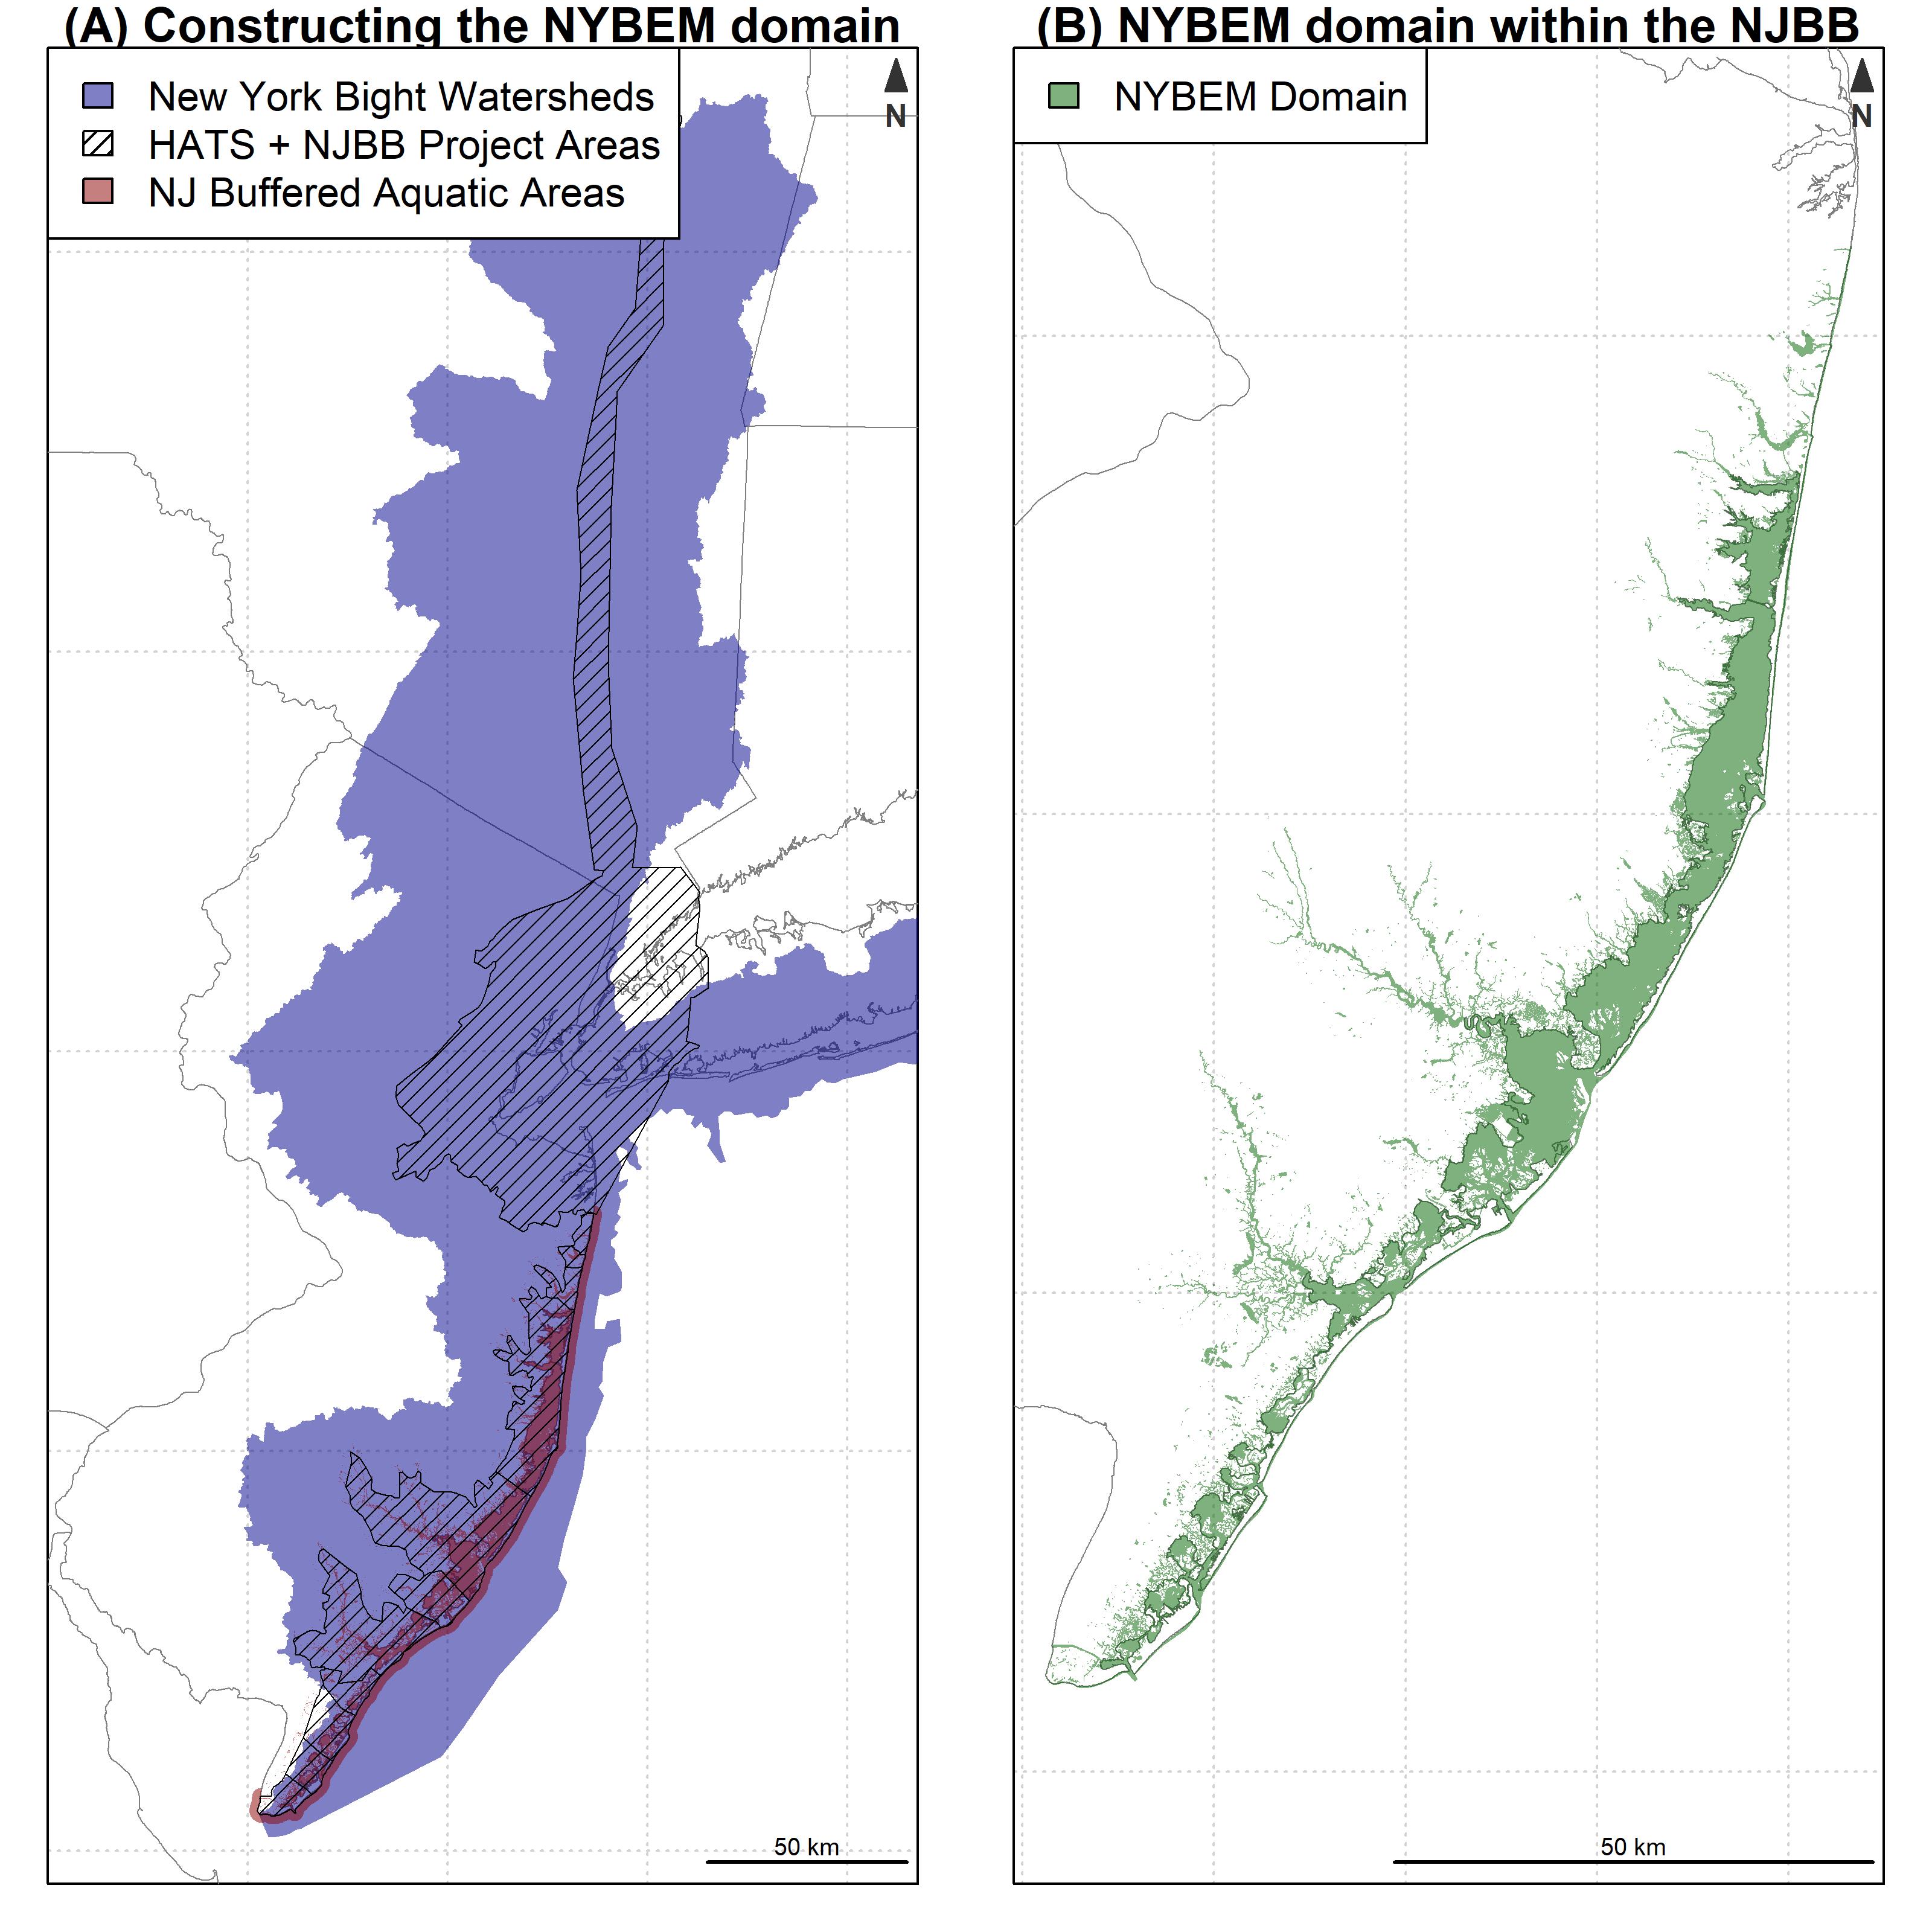 (A) Constructing the NYBEM domain
New York Bight Watersheds
HATS + NJBB Project Areas
NJ Buffered Aquatic Areas
N
50 km
(B) NYBEM domain within the NJBB
NYBEM Domain
N
50 km